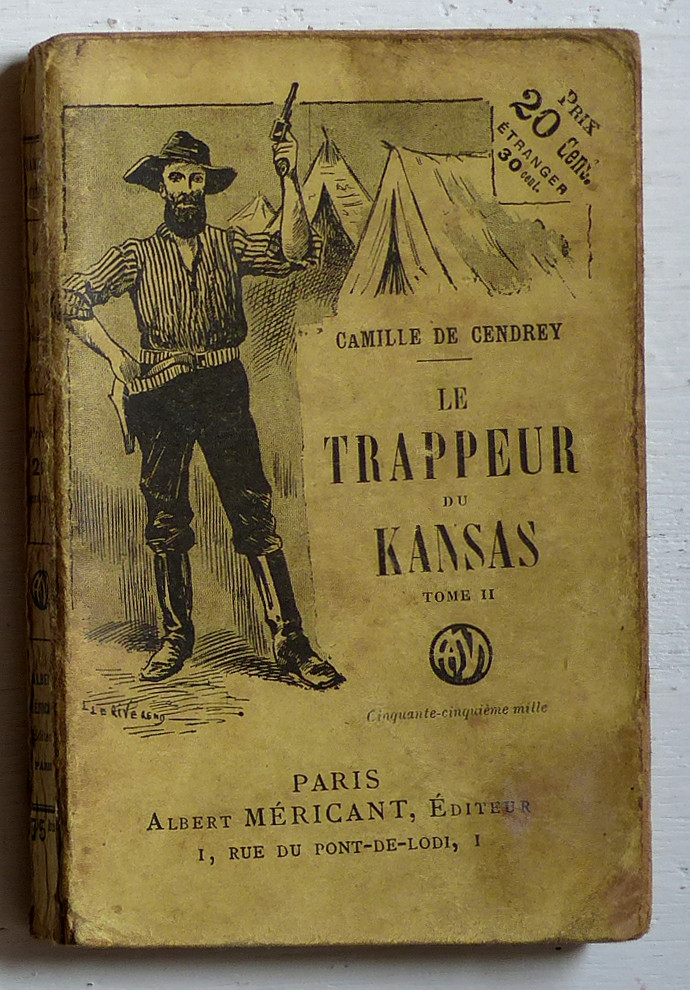 PRIX
20 Cent.
ÉTRANGER
30 cent.
CAMILLE DE CENDREY
LE
TRAPPEUR
DU
KANSAS
TOME II
Cinquante-cinquième mille
PARIS
ALBERT MÉRICANT, ÉDITEUR
1, RUE DU PONT-DE-LODI, 1
PARIS